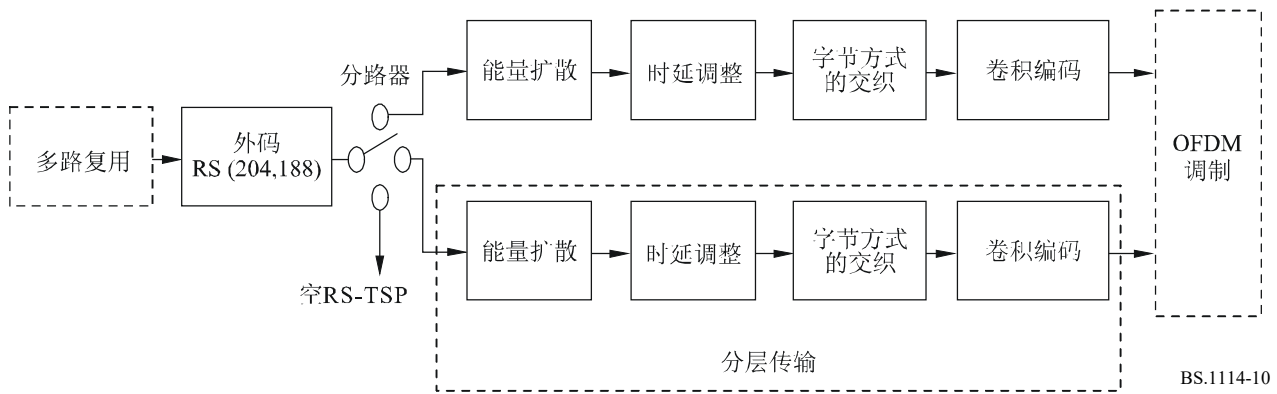 多路复用
外码
RS (204,188)
分路器
空RS-TSP
能量扩散
时延调整
字节方式
的交织
卷积编码
能量扩散
时延调整
字节方式
的交织
卷积编码
分层传输
OFDM
调制
BS.1114-10